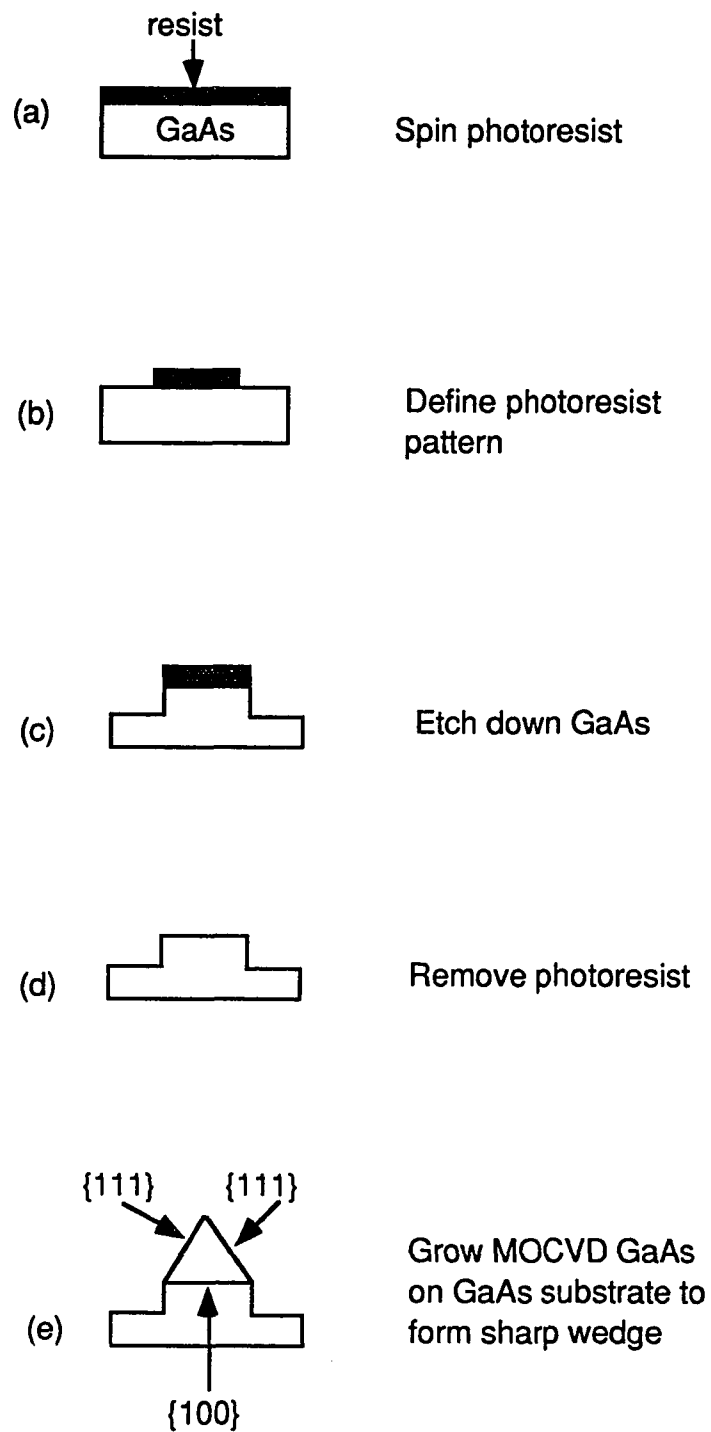 resist
(a)
GaAs
Spin photoresist
(b)
Define photoresist
pattern
(c)
Etch down GaAs
(d)
Remove photoresist
{111} {111}
(e)
Grow MOCVD GaAs
on GaAs substrate to
form sharp wedge
{100}